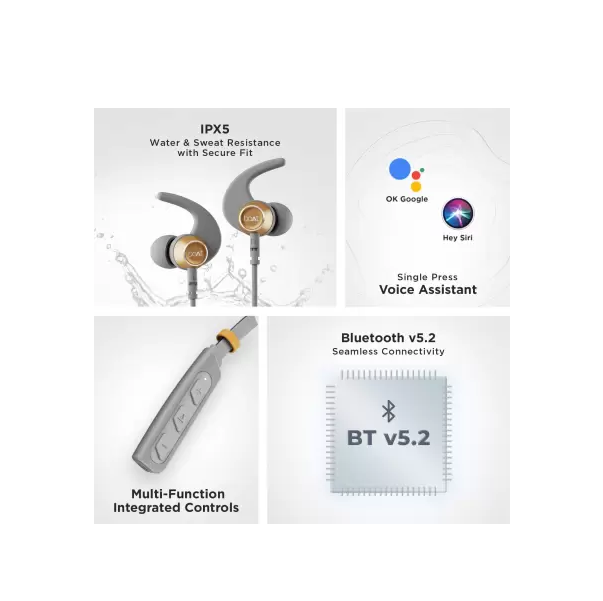 IPX5
Water & Sweat Resistance
with Secure Fit
boAt
boAt
OK Google
Hey Siri
Single Press
Voice Assistant
Multi-Function
Integrated Controls
Bluetooth v5.2
Seamless Connectivity
BT v5.2